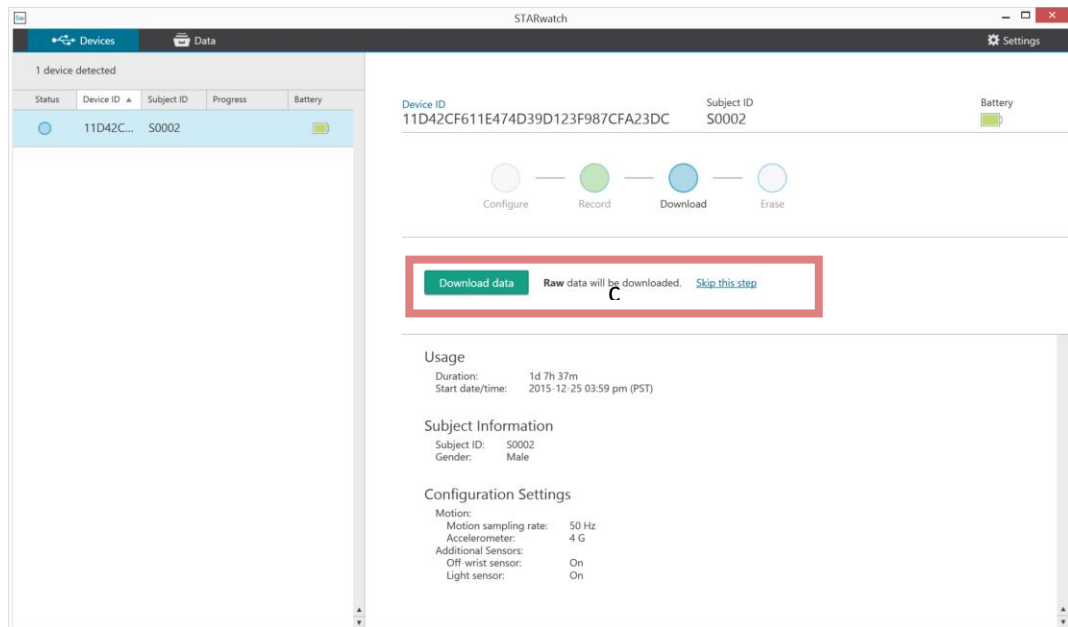 Sw
STARwatch
Devices
Data
Settings
1 device detected
Status Device ID Subject ID Progress Battery
11D42C... S0002
Device ID Subject ID Battery
11D42CF611E474D39D123F987CFA23DC S0002
Configure Record Download Erase
Download data Raw data will be downloaded. Skip this step
C
Usage
Duration: 1d 7h 37m
Start date/time: 2015-12-25 03:59 pm (PST)
Subject Information
Subject ID: S0002
Gender: Male
Configuration Settings
Motion:
Motion sampling rate: 50 Hz
Accelerometer: 4 G
Additional Sensors:
Off-wrist sensor: On
Light sensor: On